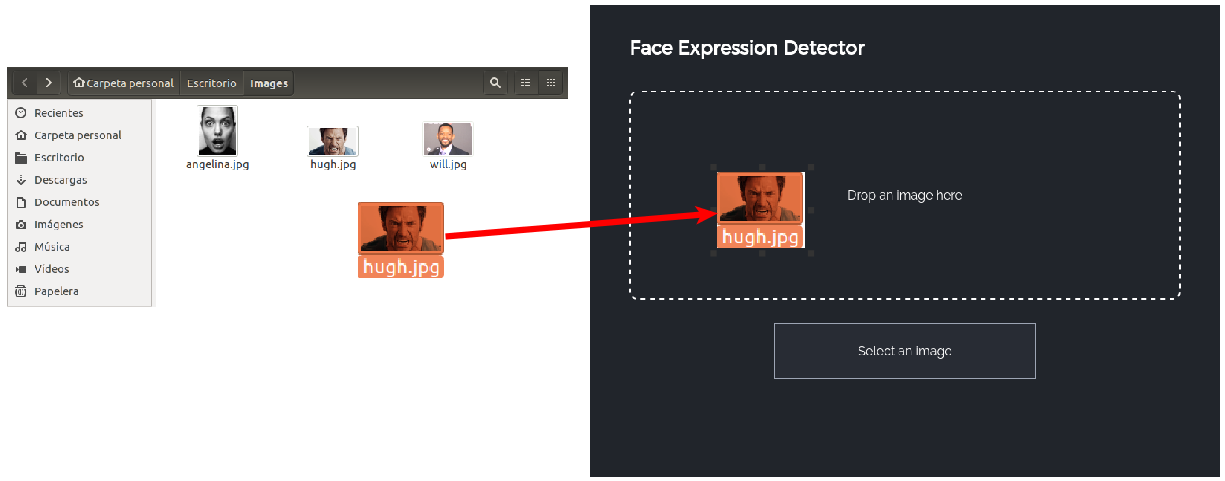 Carpeta personal
Escritorio
Images
Recientes
Carpeta personal
Escritorio
Descargas
Documentos
Imágenes
Música
Vídeos
Papelera
angelina.jpg
hugh.jpg
will.jpg
hugh.jpg
Face Expression Detector
hugh.jpg
Drop an image here
Select an image